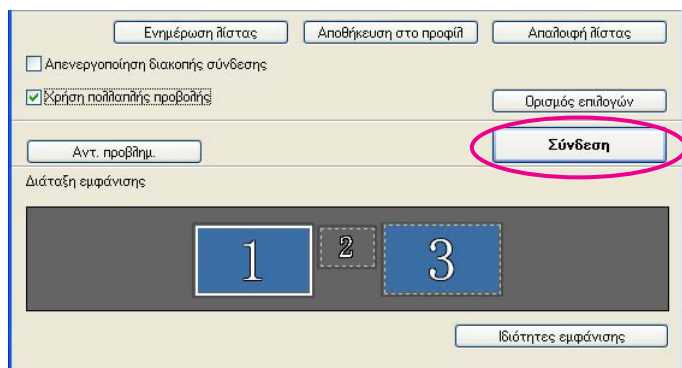 Ενημέρωση λίστας Αποθήκευση στο προφίλ Απαλοιφή λίστας
Απενεργοποίηση διακοπής σύνδεσης
Χρήση πολλαπλής προβολής
Ορισμός επιλογών
Σύνδεση
Αντ. προβλημ.
Διάταξη εμφάνισης
1 2 3
Ιδιότητες εμφάνισης